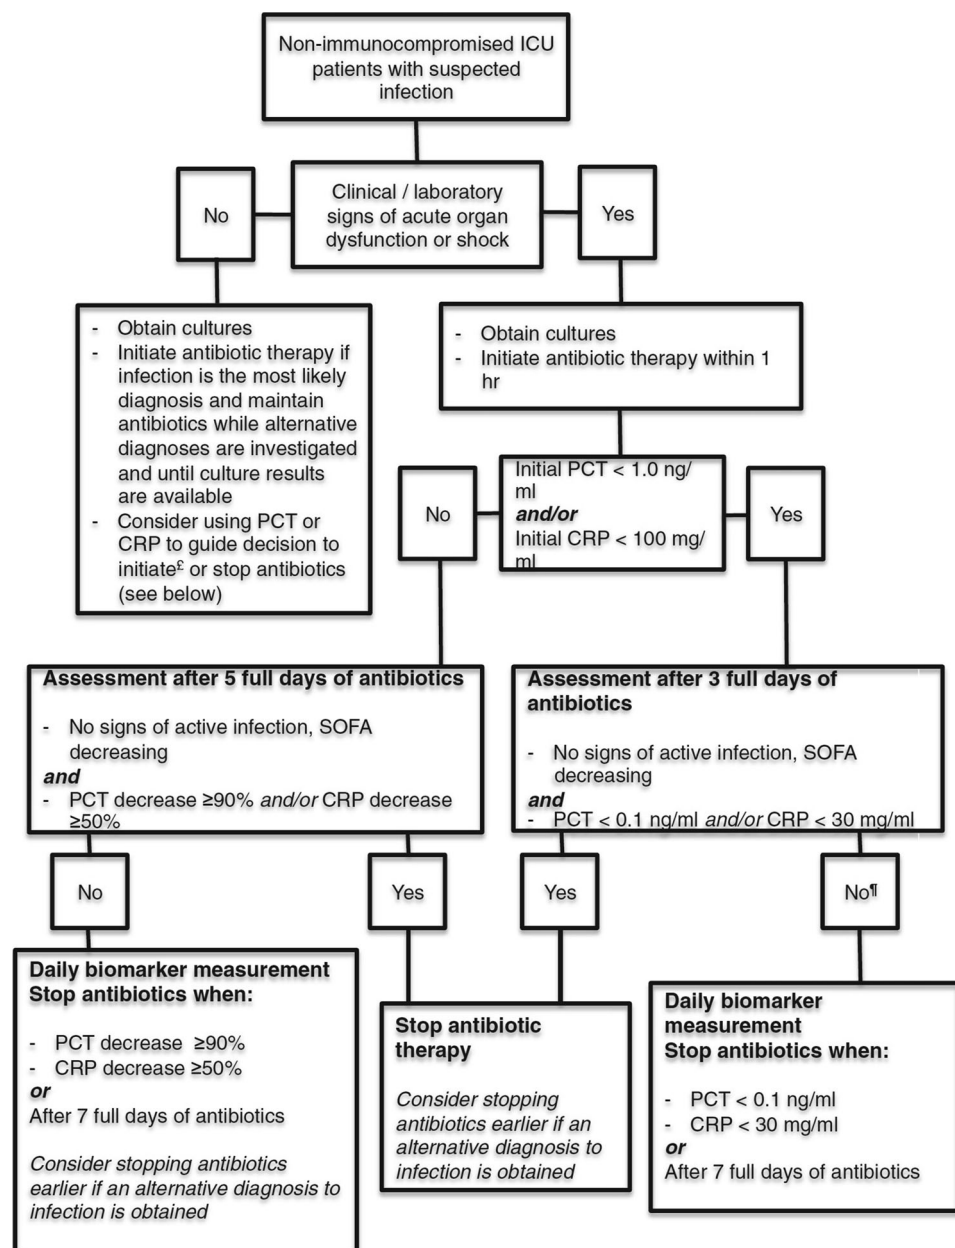 Non-immunocompromised ICU
patients with suspected
infection
No
Clinical / laboratory
signs of acute organ
dysfunction or shock
Yes
- Obtain cultures
- Initiate antibiotic therapy if
infection is the most likely
diagnosis and maintain
antibiotics while alternative
diagnoses are investigated
and until culture results
are available
- Consider using PCT or
CRP to guide decision to
initiate£ or stop antibiotics
(see below)
- Obtain cultures
- Initiate antibiotic therapy within 1
hr
No
Initial PCT < 1.0 ng/
ml
and/or
Initial CRP < 100 mg/
ml
Yes
Assessment after 5 full days of antibiotics
- No signs of active infection, SOFA
decreasing
and
- PCT decrease ≥90% and/or CRP decrease
≥50%
Assessment after 3 full days of
antibiotics
- No signs of active infection, SOFA
decreasing
and
- PCT < 0.1 ng/ml and/or CRP < 30 mg/ml
No
Yes
Yes
No¶
Daily biomarker measurement
Stop antibiotics when:
- PCT decrease ≥90%
- CRP decrease ≥50%
or
After 7 full days of antibiotics
Consider stopping antibiotics
earlier if an alternative diagnosis to
infection is obtained
Stop antibiotic
therapy
Consider stopping
antibiotics earlier if an
alternative diagnosis to
infection is obtained
Daily biomarker
measurement
Stop antibiotics when:
- PCT < 0.1 ng/ml
- CRP < 30 mg/ml
or
After 7 full days of antibiotics